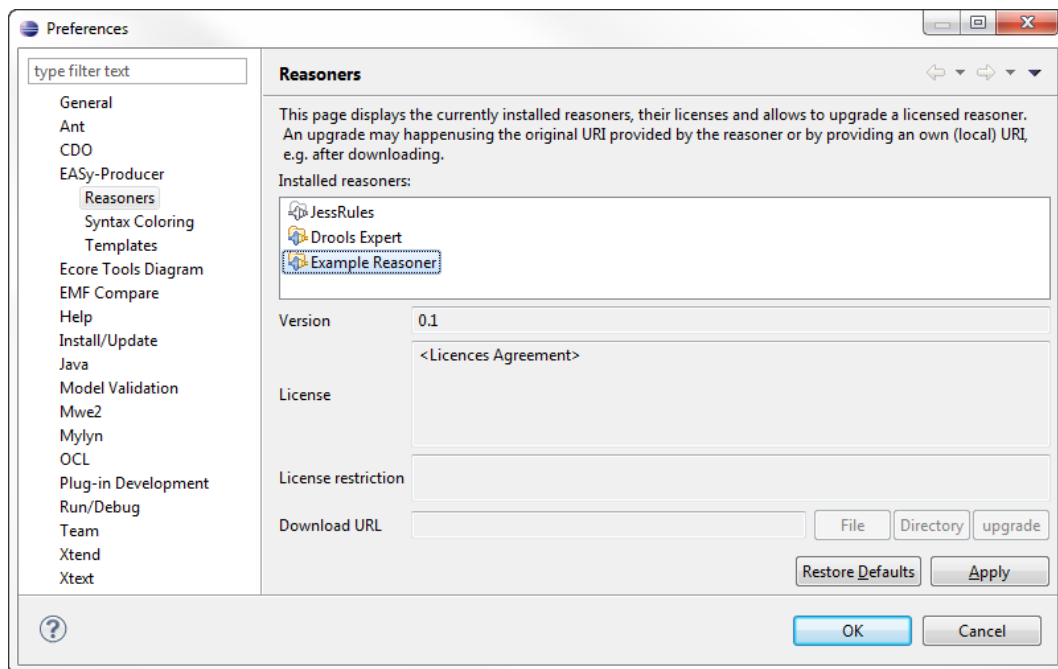 Preferences
type filter text
General
Ant
CDO
EASy-Producer
Reasoners
Syntax Coloring
Templates
Ecore Tools Diagram
EMF Compare
Help
Install/Update
Java
Model Validation
Mwe2
Mylyn
OCL
Plug-in Development
Run/Debug
Team
Xtend
Xtext
Reasoners
This page displays the currently installed reasoners, their licenses and allows to upgrade a licensed reasoner.
An upgrade may happenusing the original URI provided by the reasoner or by providing an own (local) URI,
e.g. after downloading.
Installed reasoners:
JessRules
Drools Expert
Example Reasoner
Version 0.1
License <Licences Agreement>
License restriction
Download URL File Directory upgrade
Restore Defaults Apply
? OK Cancel